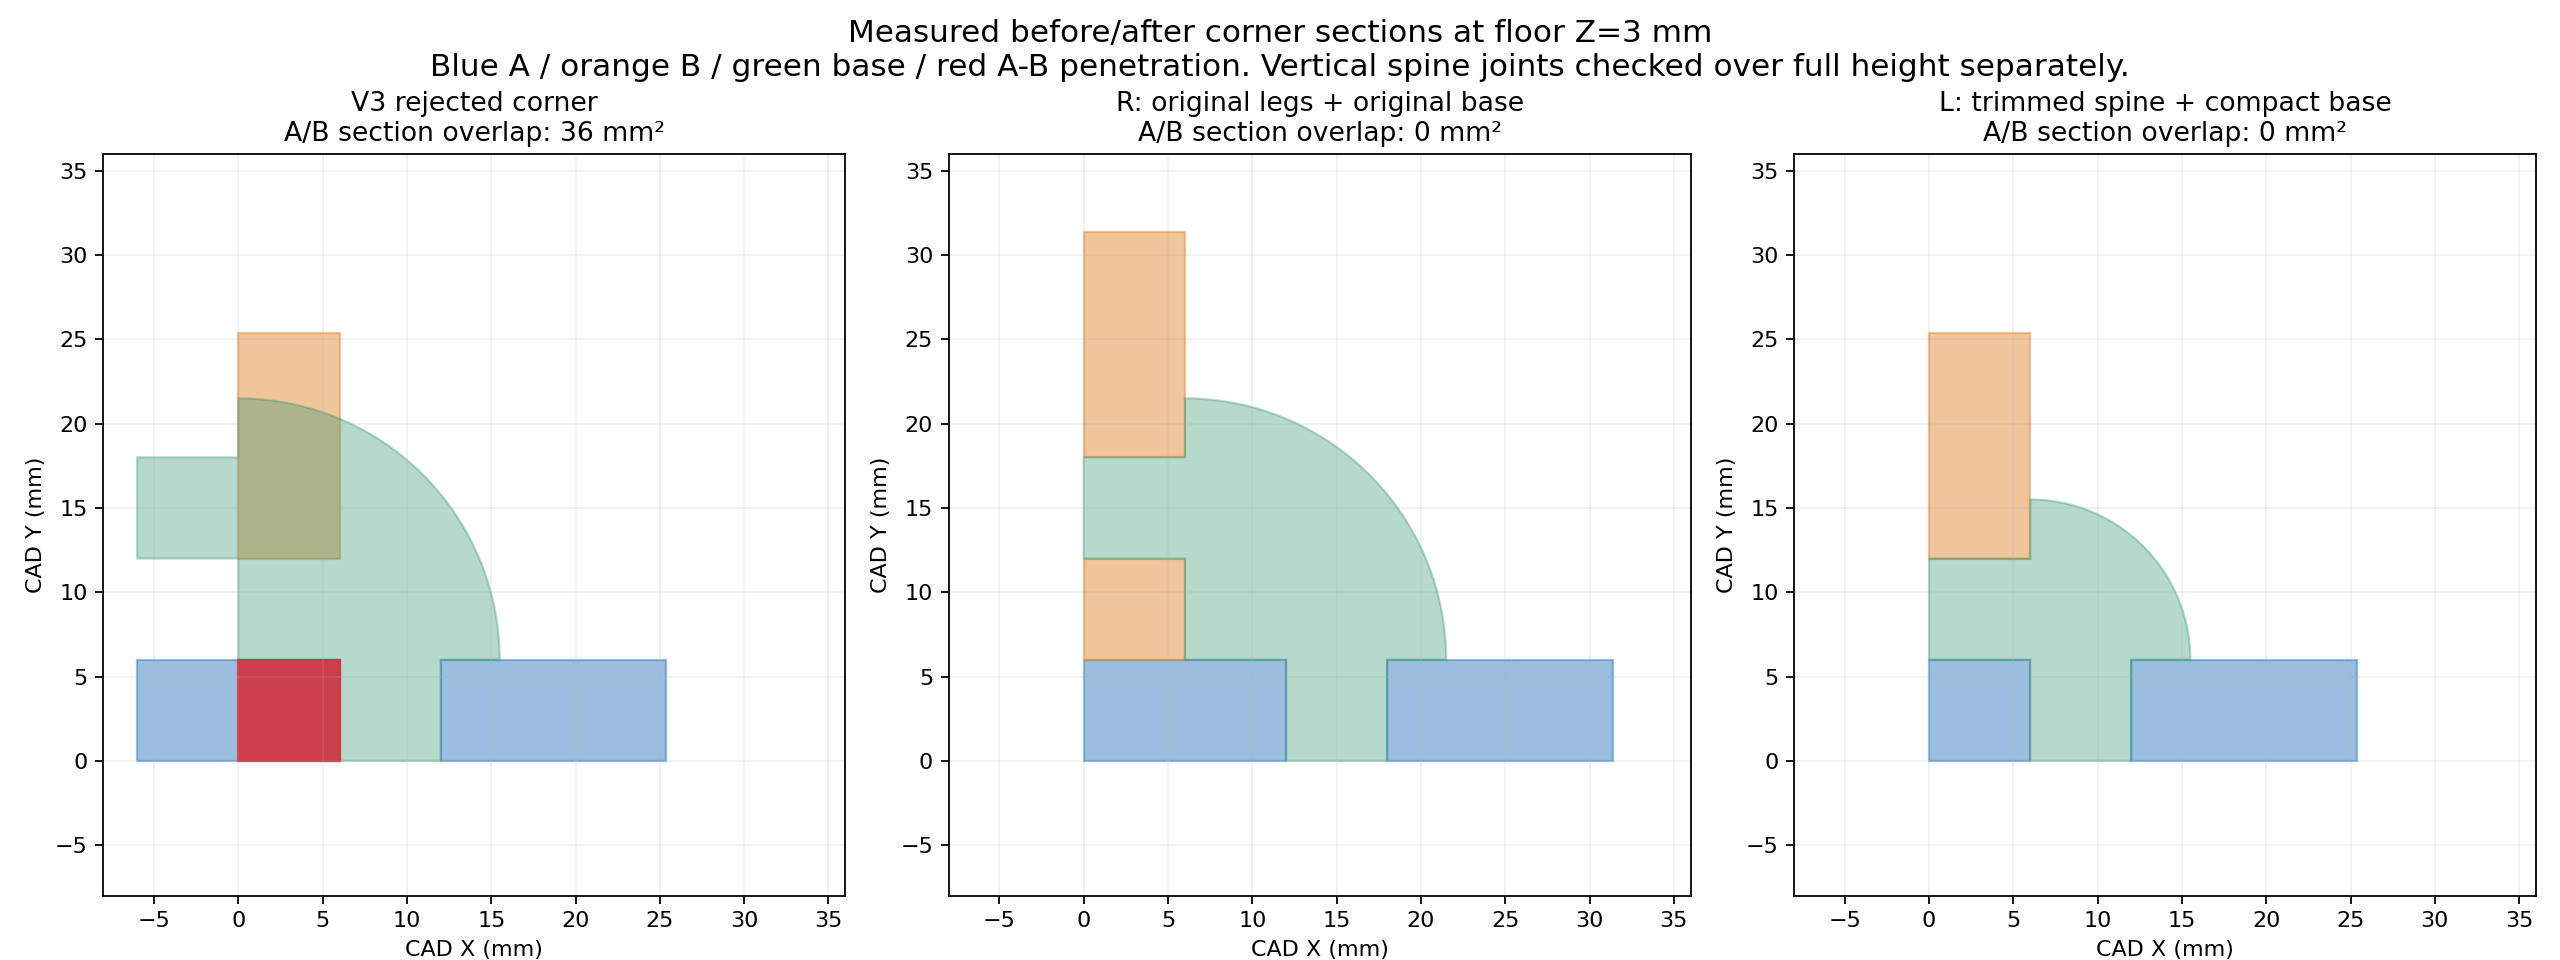 Measured before/after corner sections at floor Z=3 mm
Blue A / orange B / green base / red A-B penetration. Vertical spine joints checked over full height separately.
V3 rejected corner
A/B section overlap: 36 mm²
35
30
25
20
15
10
5
0
−5
CAD Y (mm)
−5 0 5 10 15 20 25 30 35
CAD X (mm)
R: original legs + original base
A/B section overlap: 0 mm²
35
30
25
20
15
10
5
0
−5
CAD Y (mm)
−5 0 5 10 15 20 25 30 35
CAD X (mm)
L: trimmed spine + compact base
A/B section overlap: 0 mm²
35
30
25
20
15
10
5
0
−5
CAD Y (mm)
−5 0 5 10 15 20 25 30 35
CAD X (mm)